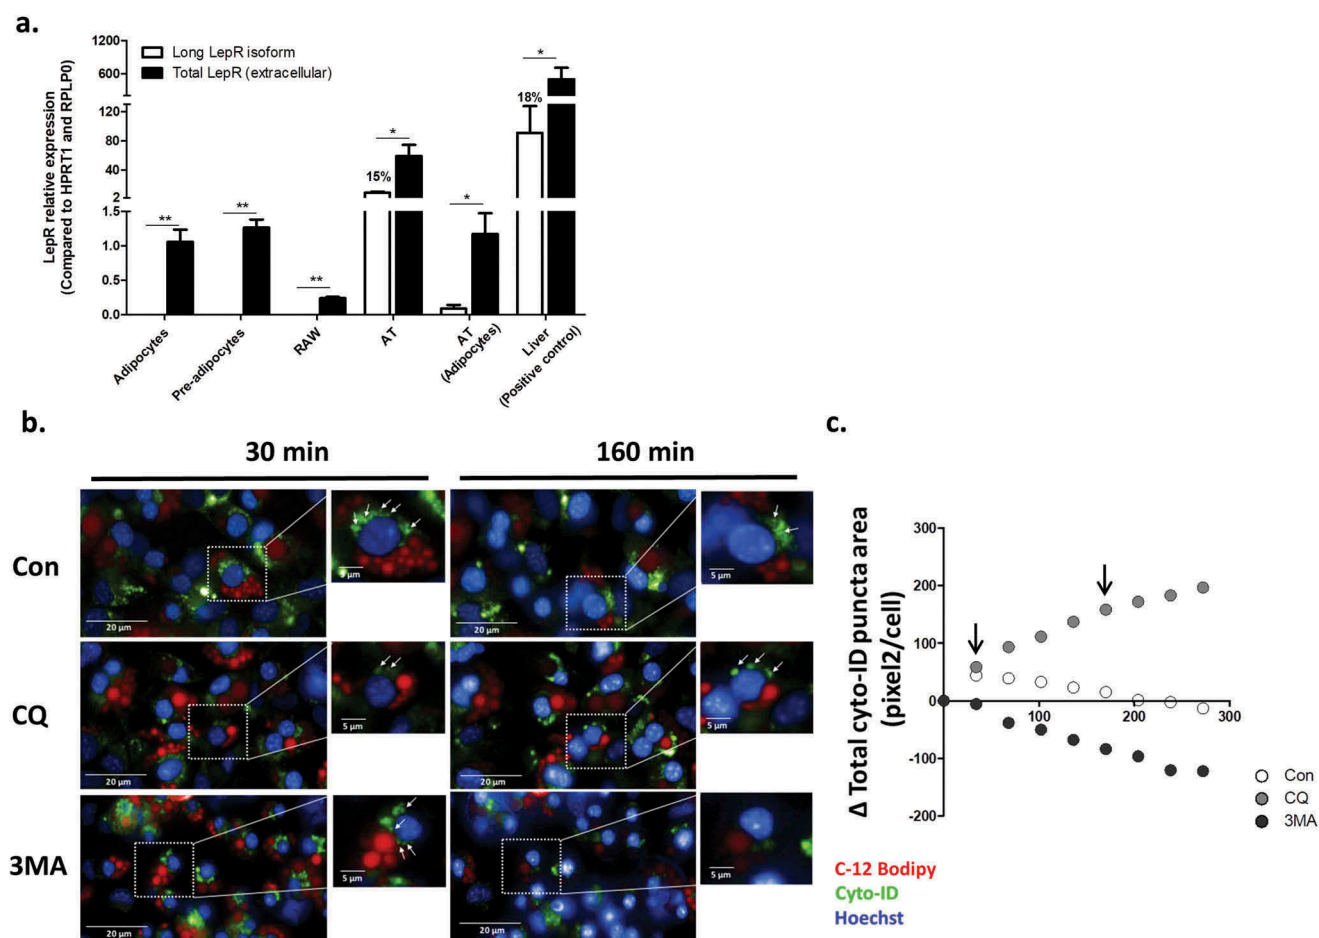 a.
LepR relative expression
(Compared to HPRT1 and RPLP0)
1200
600
120
80
40
2
1.5
1.0
0.5
0.0
Long LepR isoform
Total LepR (extracellular)
** ** ** 15% * * 18% *
Adipocytes
Pre-adipocytes
RAW
AT
AT
(Adipocytes)
Liver
(Positive control)
b.
30 min 160 min
Con
20 µm
µm
20 µm
5 µm
CQ
20 µm
5 µm
20 µm
5 µm
3MA
20 µm
5 µm
20 µm
5 µm
c.
Δ Total cyto-ID puncta area
(pixel2/cell)
300
200
100
0
-100
-200
100 200 300
Con
CQ
3MA
C-12 Bodipy
Cyto-ID
Hoechst